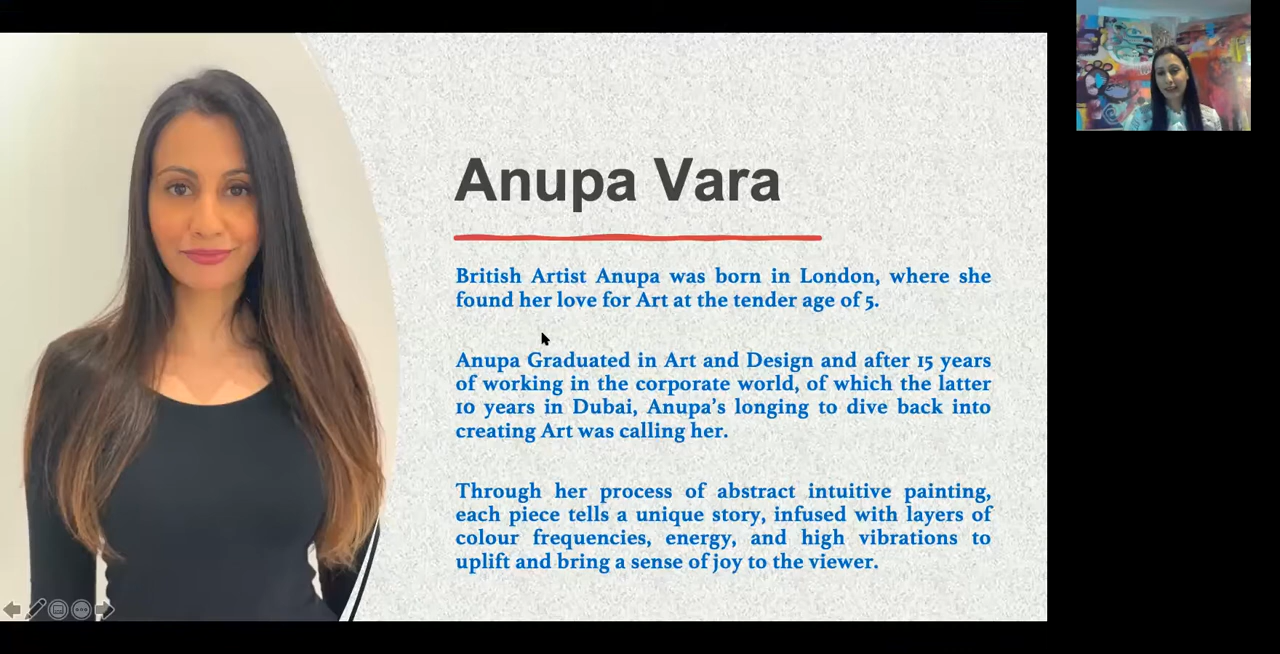 Anupa Vara
British Artist Anupa was born in London, where she
found her love for Art at the tender age of 5.
Anupa Graduated in Art and Design and after 15 years
of working in the corporate world, of which the latter
10 years in Dubai, Anupa’s longing to dive back into
creating Art was calling her.
Through her process of abstract intuitive painting,
each piece tells a unique story, infused with layers of
colour frequencies, energy, and high vibrations to
uplift and bring a sense of joy to the viewer.